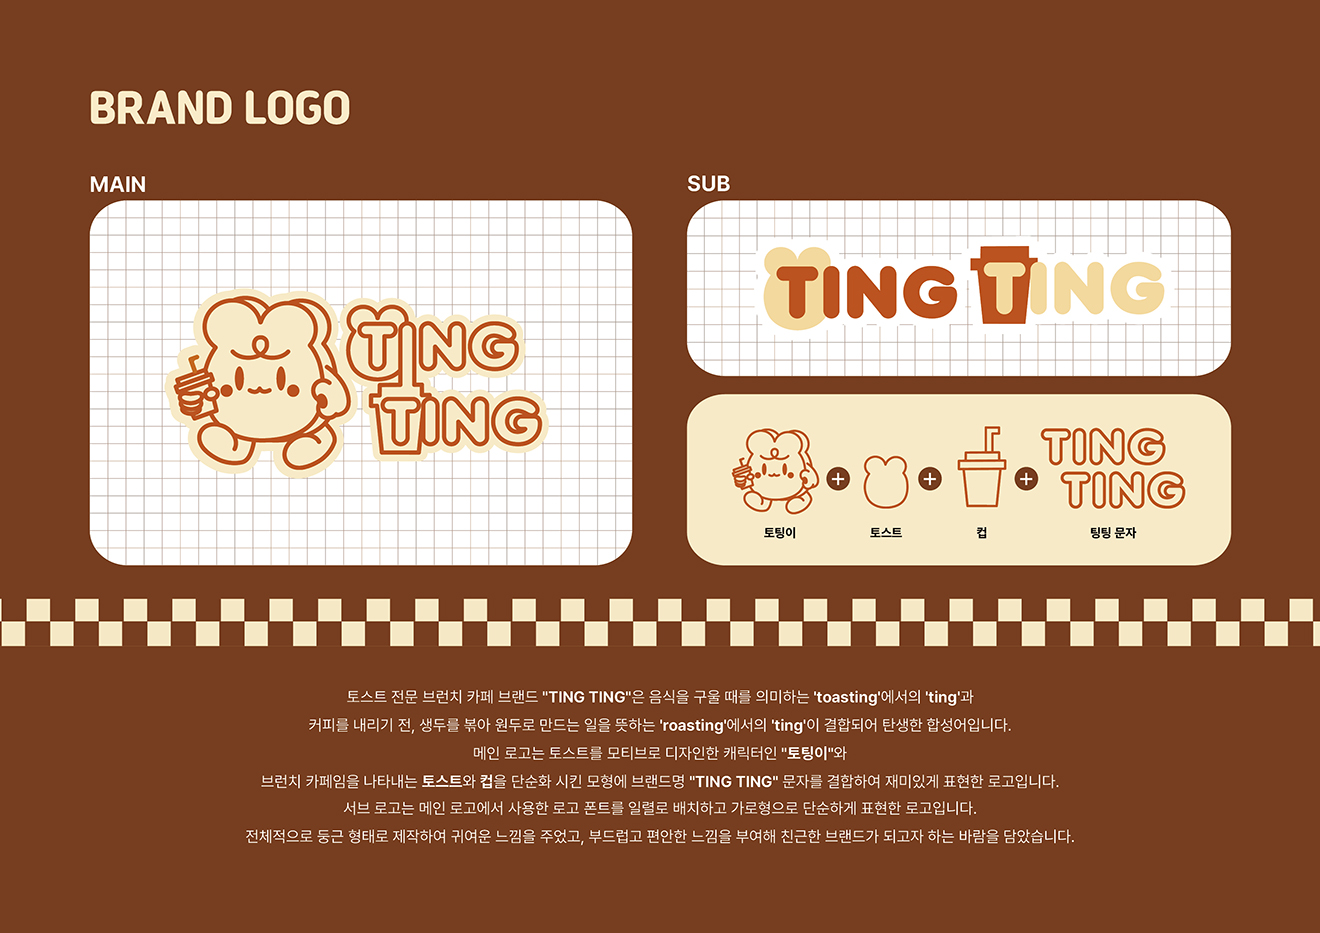 BRAND LOGO
MAIN
TING
TING
SUB
TING TING
TING
TING
토팅이
토스트
컵
팅팅 문자
토스트 전문 브런치 카페 브랜드 "TING TING"은 음식을 구울 때를 의미하는 'toasting'에서의 'ting'과
커피를 내리기 전, 생두를 볶아 원두로 만드는 일을 뜻하는 'roasting'에서의 'ting'이 결합되어 탄생한 합성어입니다.
메인 로고는 토스트를 모티브로 디자인한 캐릭터인 "토팅이"와
브런치 카페임을 나타내는 토스트와 컵을 단순화 시킨 모형에 브랜드명 "TING TING" 문자를 결합하여 재미있게 표현한 로고입니다.
서브 로고는 메인 로고에서 사용한 로고 폰트를 일렬로 배치하고 가로형으로 단순하게 표현한 로고입니다.
전체적으로 둥근 형태로 제작하여 귀여운 느낌을 주었고, 부드럽고 편안한 느낌을 부여해 친근한 브랜드가 되고자 하는 바람을 담았습니다.